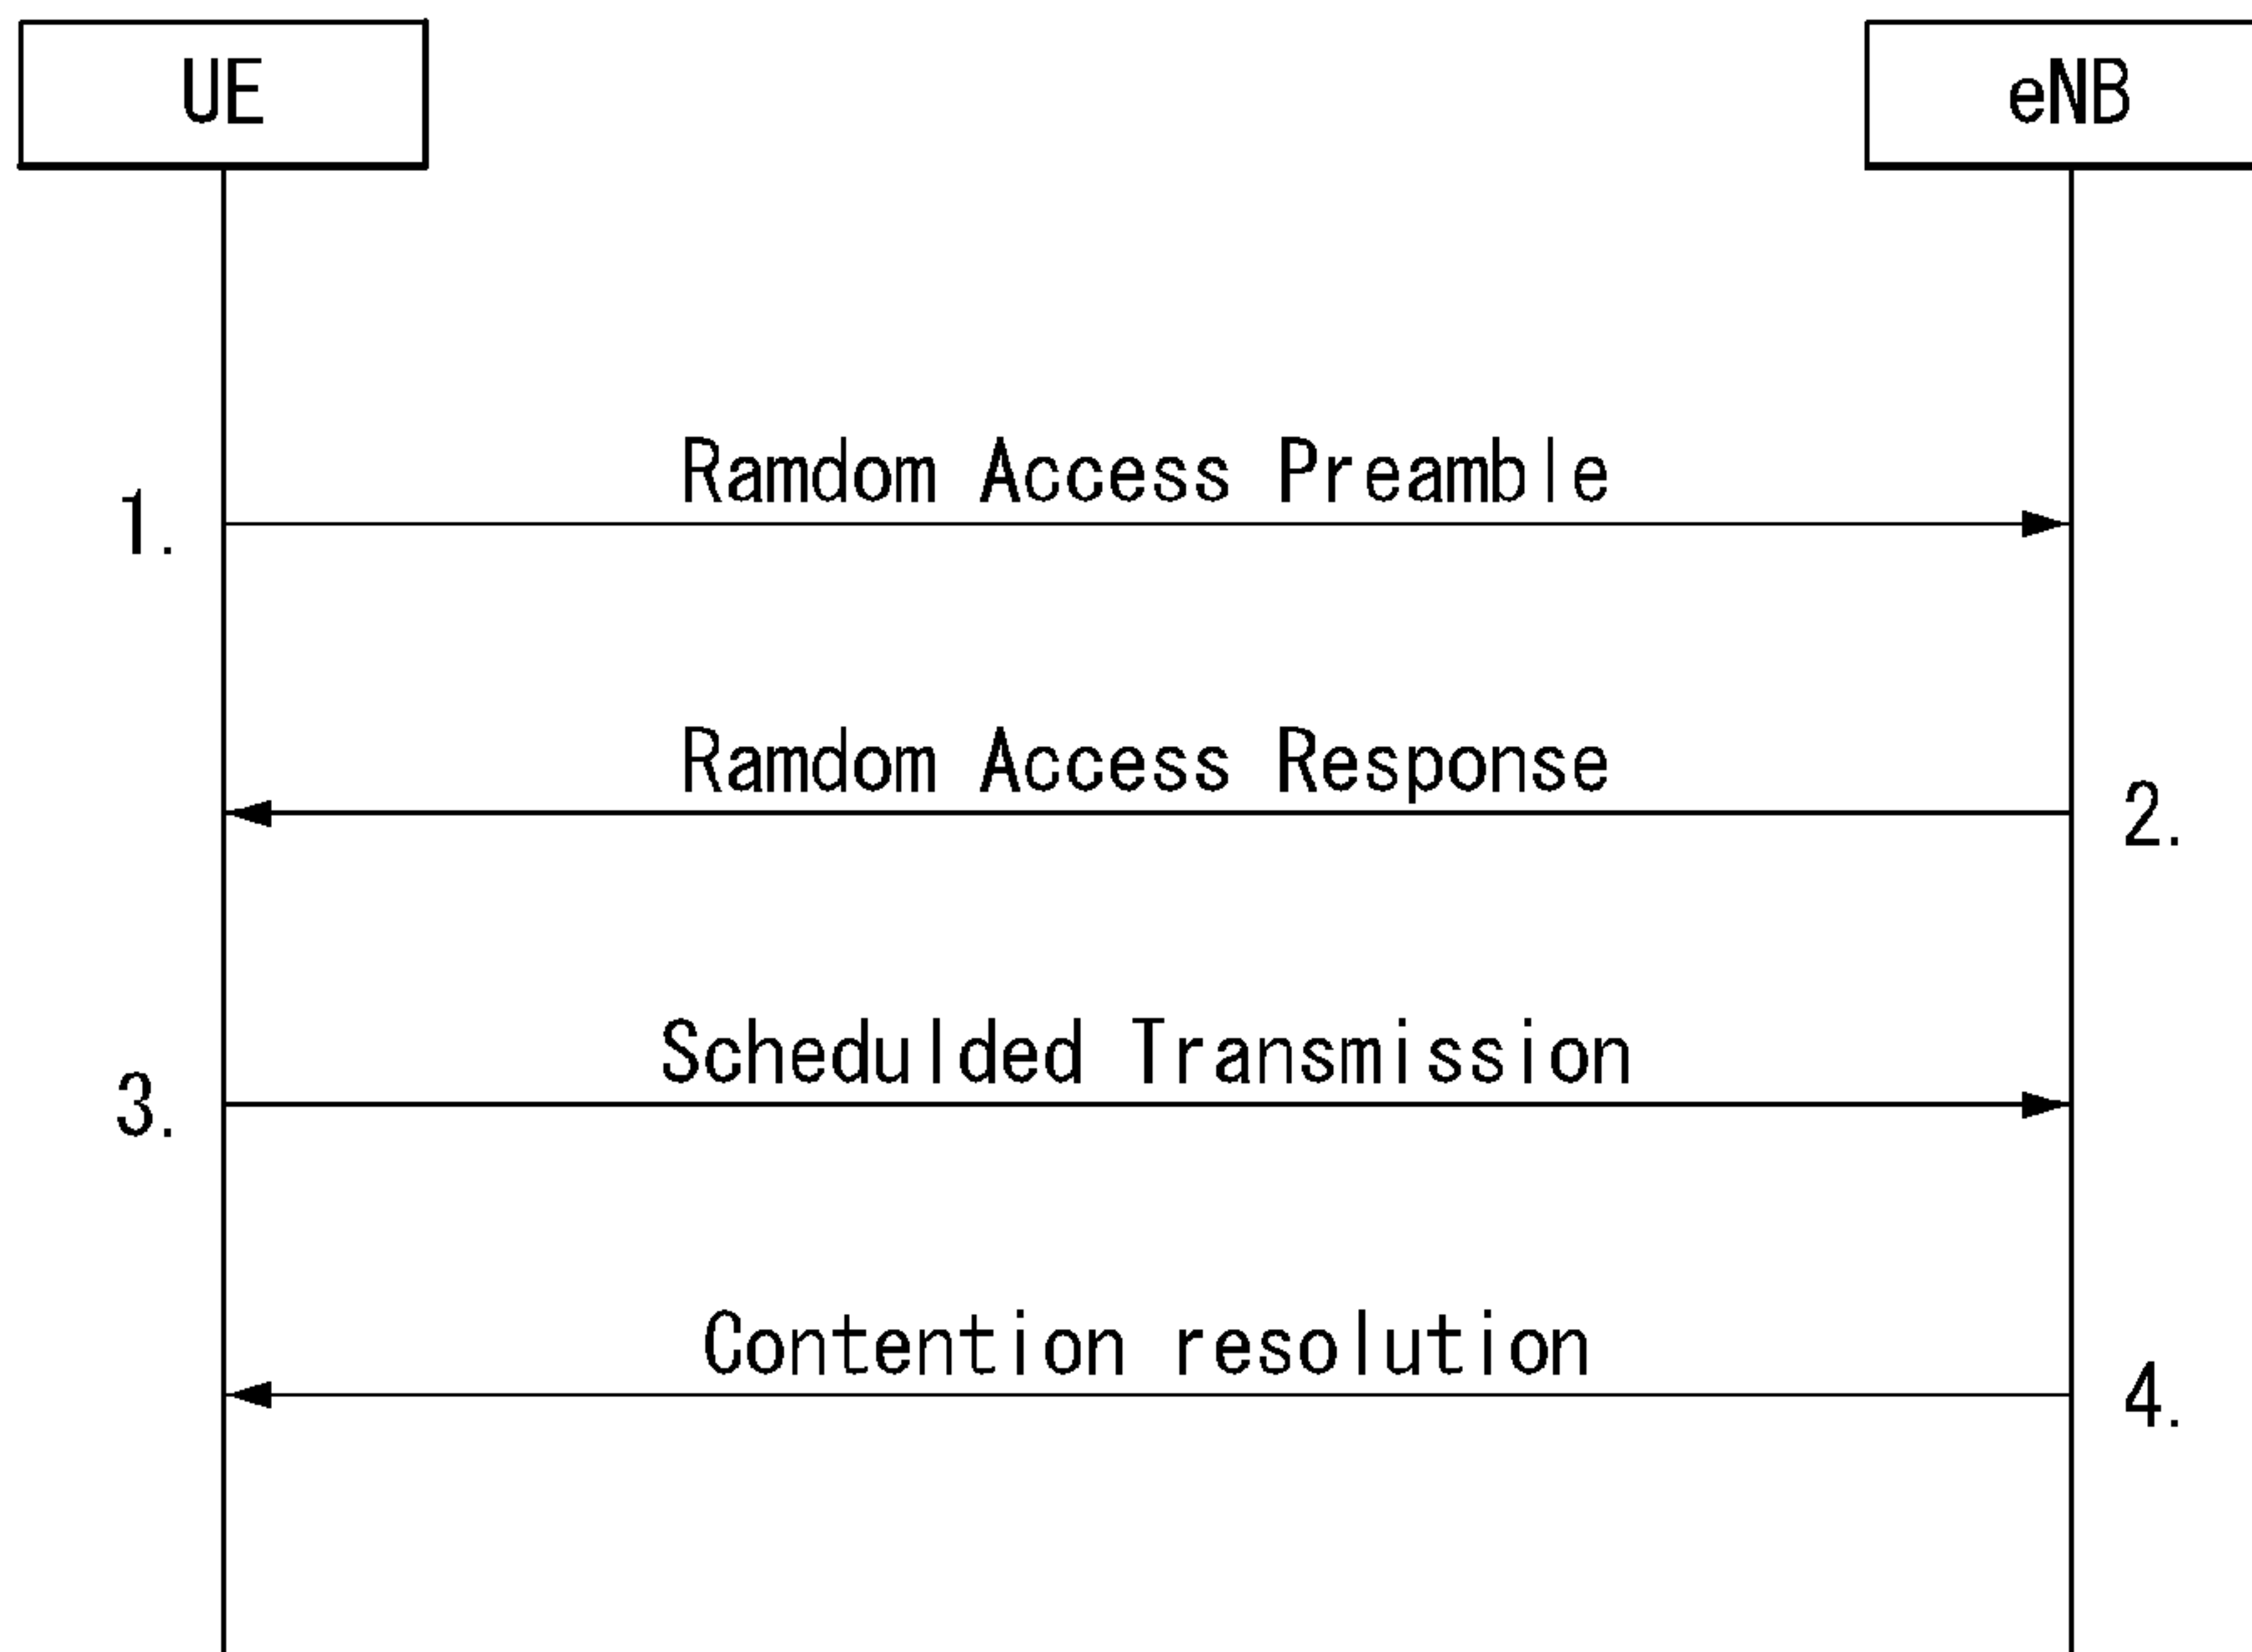 UE
eNB
Ramdom Access Preamble
1.
Ramdom Access Response
2.
Schedulded Transmission
3.
Contention resolution
4.